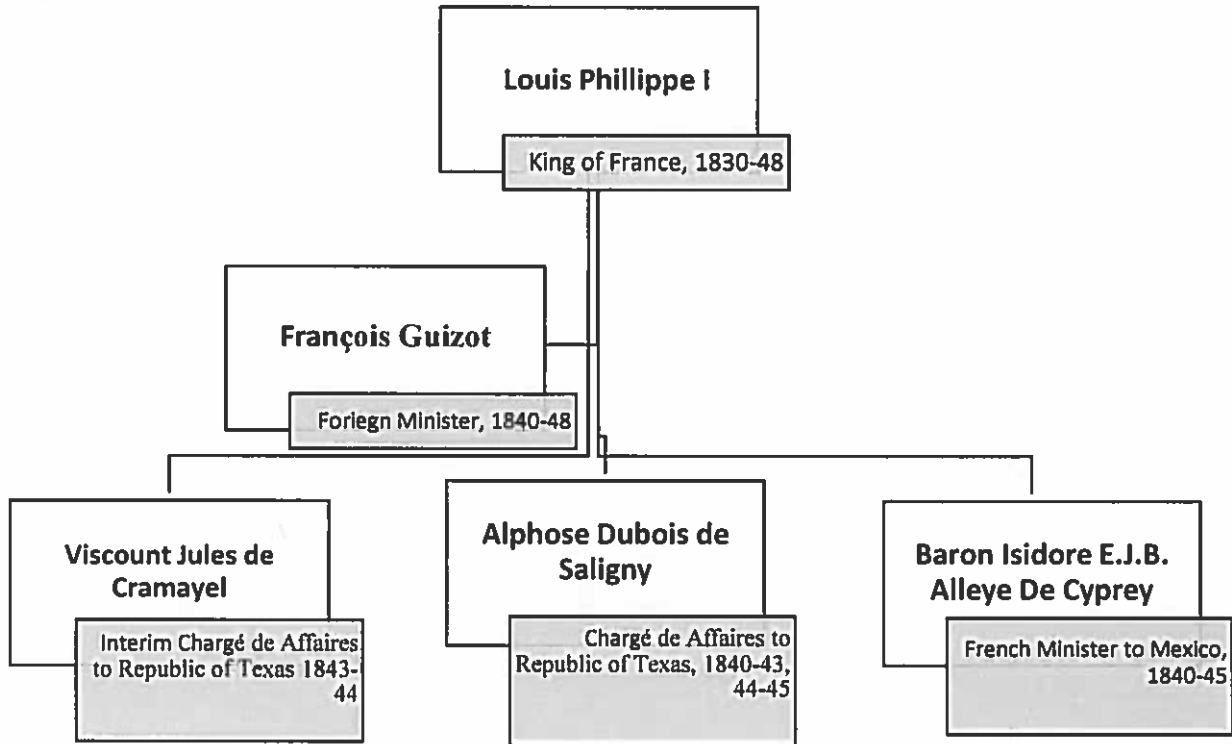 Louis Phillippe I
King of France, 1830-48
François Guizot
Foriegn Minister, 1840-48
Viscount Jules de
Cramayel
Interim Chargé de Affaires
to Republic of Texas 1843-
44
Alphose Dubois de
Saligny
Chargé de Affaires to
Republic of Texas, 1840-43,
44-45
Baron Isidore E.J.B.
Alleye De Cyprey
French Minister to Mexico,
1840-45